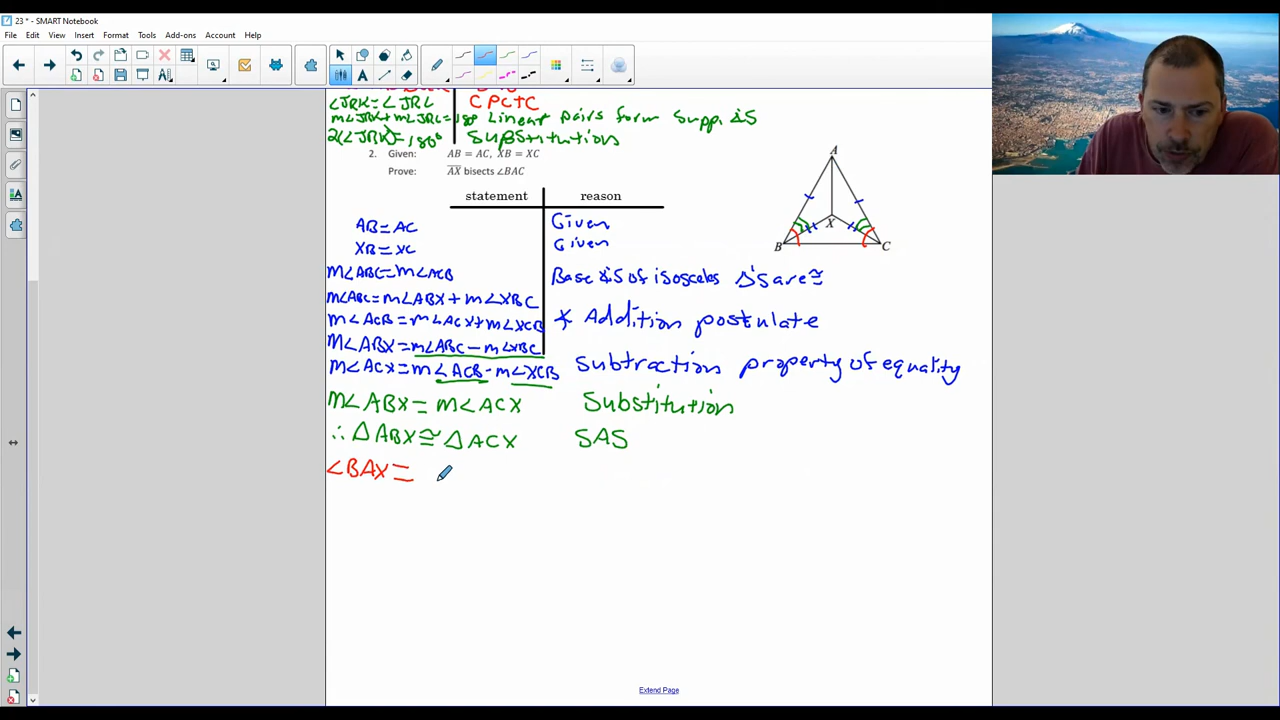 23 * - SMART Notebook
File Edit View Insert Format Tools Add-ons Account Help
∠JRK=∠JRL CPCTC
m∠JRK+m∠JRL=180 Linear pairs form supp. ∠s
2(∠JRK)=180° Substitution
2. Given: AB = AC, XB = XC
Prove: AX bisects ∠BAC
statement reason
AB=AC Given
XB=XC Given
m∠ABC=m∠ACB Base ∠s of isosceles Δ's are ≅
m∠ABC=m∠ABX+m∠XBC
m∠ACB=m∠ACX+m∠XCB ∠ Addition postulate
m∠ABX=m∠ABC-m∠XBC
m∠ACX=m∠ACB-m∠XCB Subtraction property of equality
m∠ABX=m∠ACX Substitution
∴ΔABX≅ΔACX SAS
∠BAX=
A
X
B C
Extend Page